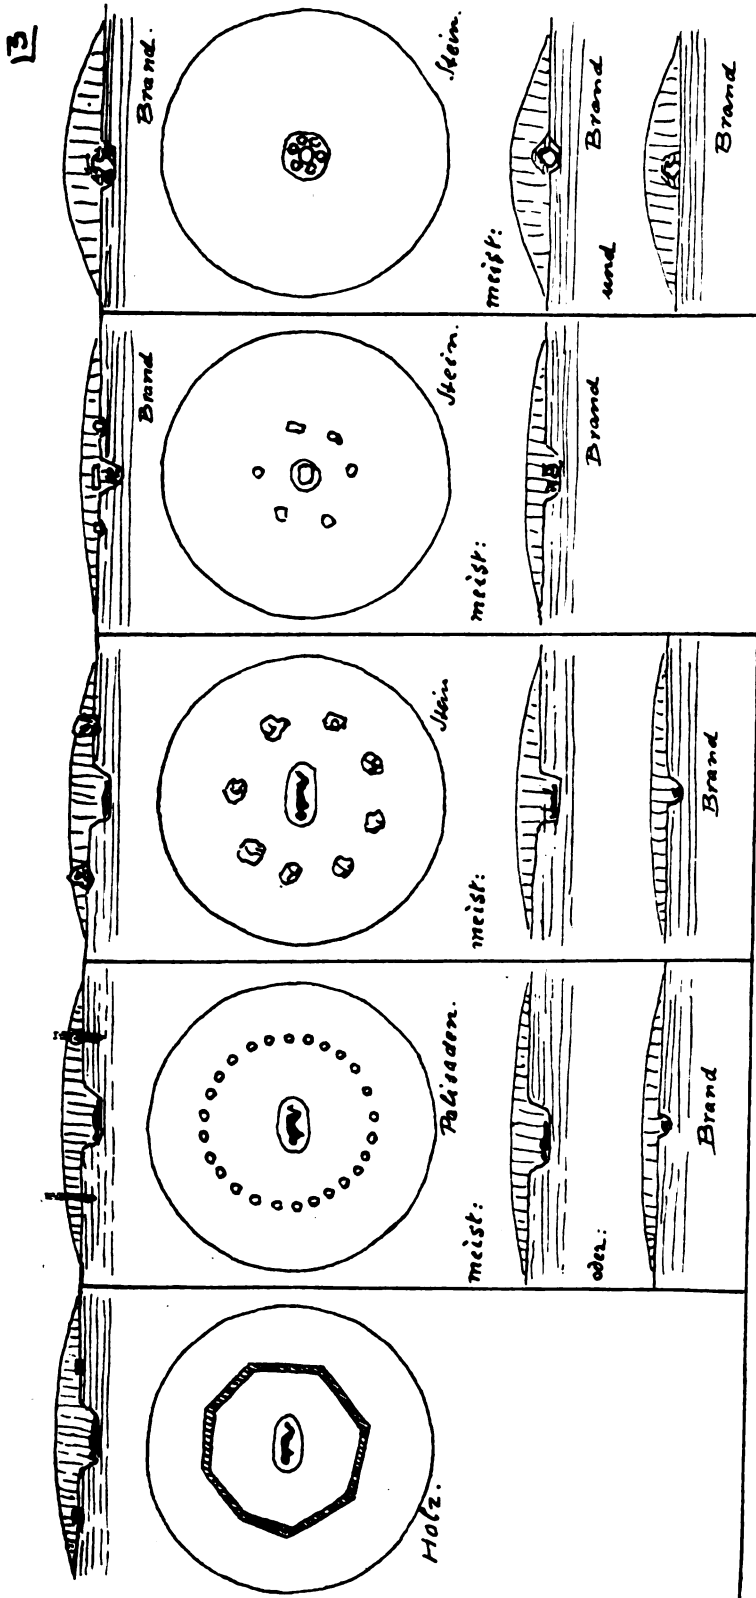 13
Holz.
Palisaden.
meist:
oder:
Brand
Stein
meist:
Brand
Brand
Stein.
meist:
Brand
Brand.
Stein.
meist:
Brand
und
Brand